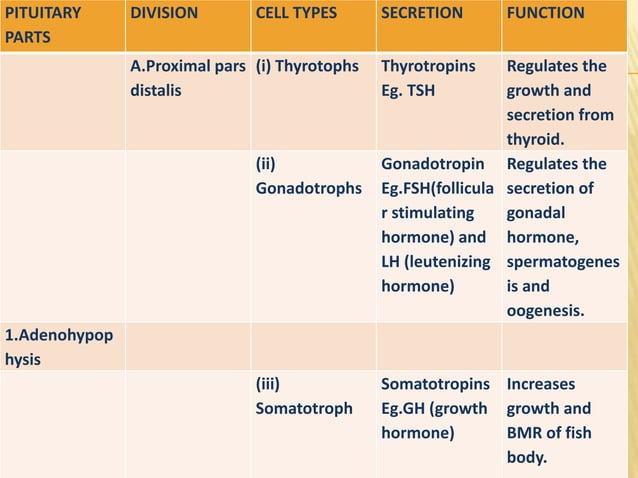 PITUITARY
PARTS
DIVISION
CELL TYPES
SECRETION
FUNCTION
A.Proximal pars
distalis
(i) Thyrotophs
Thyrotropins
Eg. TSH
Regulates the
growth and
secretion from
thyroid.
(ii)
Gonadotrophs
Gonadotropin
Eg.FSH(follicula
r stimulating
hormone) and
LH (leutenizing
hormone)
Regulates the
secretion of
gonadal
hormone,
spermatogenes
is and
oogenesis.
1.Adenohypop
hysis
(iii)
Somatotroph
Somatotropins
Eg.GH (growth
hormone)
Increases
growth and
BMR of fish
body.